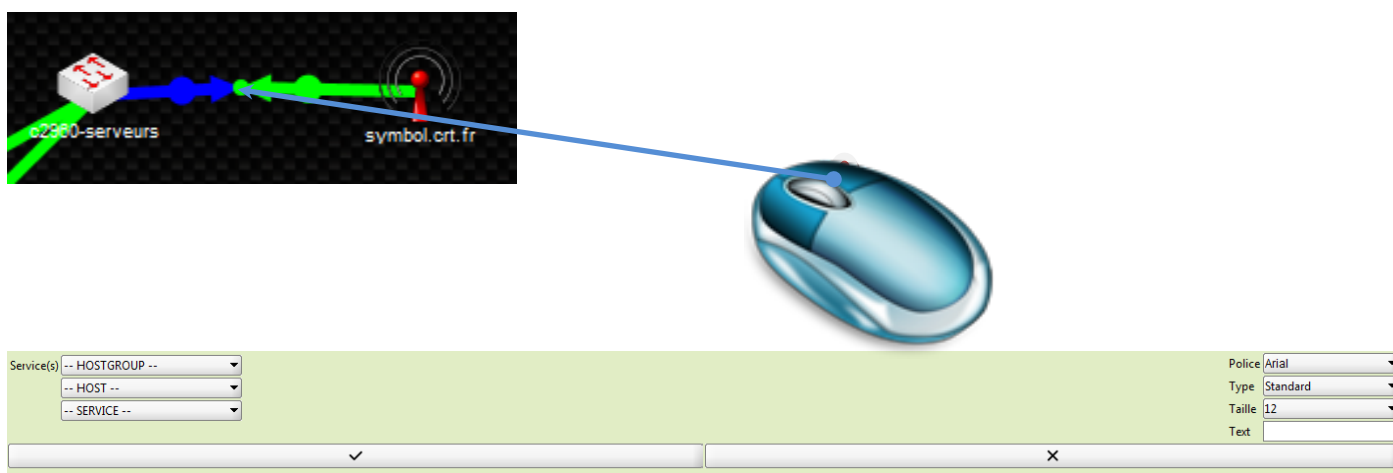 c2960-serveurs
symbol.crt.fr
Service(s) -- HOSTGROUP -- Police Arial
-- HOST -- Type Standard
-- SERVICE -- Taille 12
Text